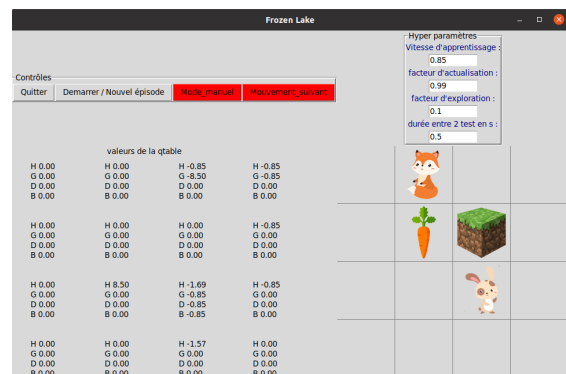 Frozen Lake
Hyper paramètres
Vitesse d'apprentissage :
0.85
facteur d'actualisation :
0.99
facteur d'exploration :
0.1
durée entre 2 test en s :
0.5
Contrôles
Quitter Demarrer / Nouvel épisode Mode_manuel Mouvement_suivant
valeurs de la qtable
H 0.00 H 0.00 H -0.85 H -0.85
G 0.00 G 0.00 G -8.50 G -0.85
D 0.00 D 0.00 D 0.00 D 0.00
B 0.00 B 0.00 B 0.00 B 0.00
H 0.00 H 0.00 H 0.00 H -0.85
G 0.00 G 0.00 G 0.00 G 0.00
D 0.00 D 0.00 D 0.00 D 0.00
B 0.00 B 0.00 B 0.00 B 0.00
H 0.00 H 8.50 H -1.69 H -0.85
G 0.00 G 0.00 G -0.85 G 0.00
D 0.00 D 0.00 D -0.85 D 0.00
B 0.00 B 0.00 B -0.85 B 0.00
H 0.00 H 0.00 H -1.57 H 0.00
G 0.00 G 0.00 G 0.00 G 0.00
D 0.00 D 0.00 D 0.00 D 0.00
B 0.00 B 0.00 B 0.00 B 0.00